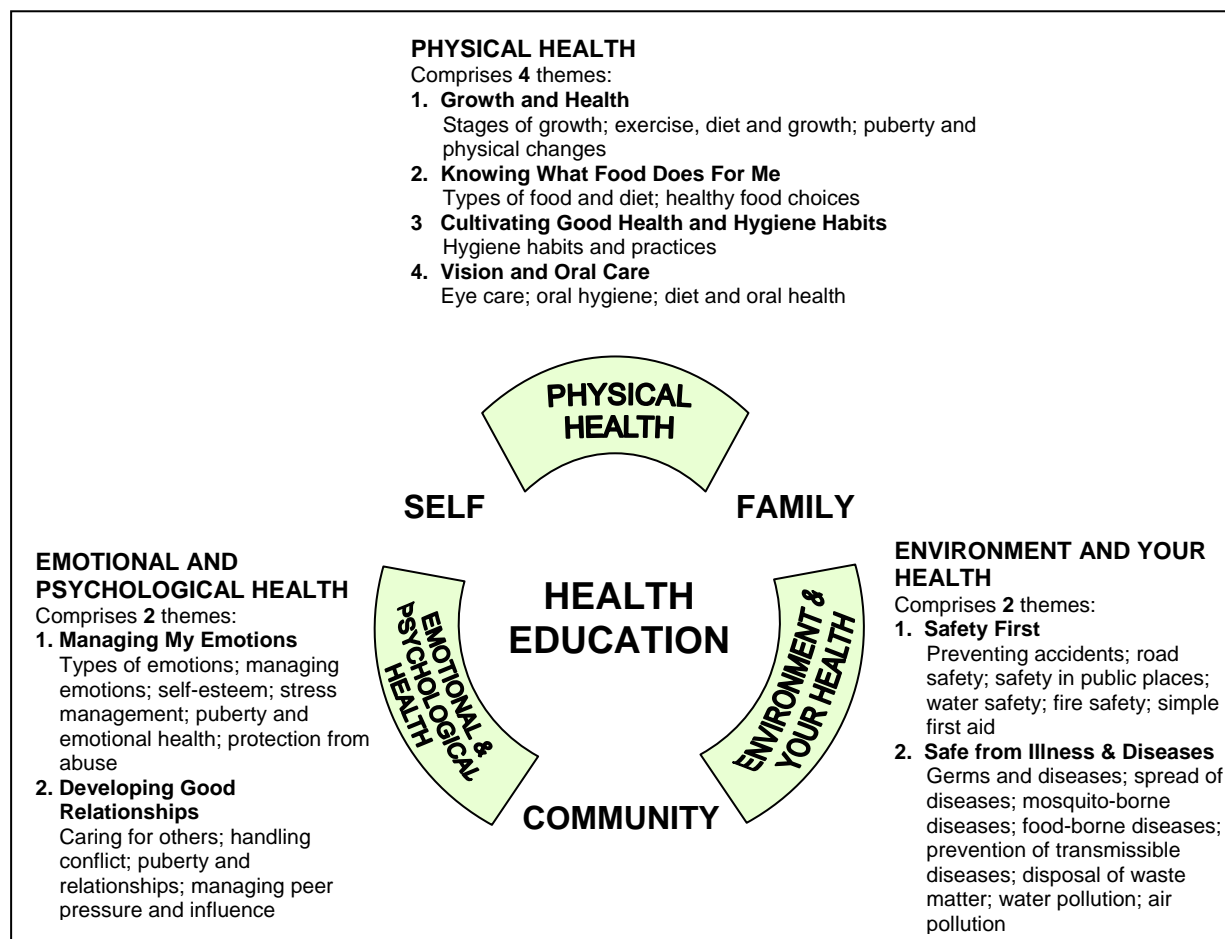 PHYSICAL HEALTH
Comprises 4 themes:
1. Growth and Health
Stages of growth; exercise, diet and growth; puberty and
physical changes
2. Knowing What Food Does For Me
Types of food and diet; healthy food choices
3 Cultivating Good Health and Hygiene Habits
Hygiene habits and practices
4. Vision and Oral Care
Eye care; oral hygiene; diet and oral health
PHYSICAL
HEALTH
SELF
FAMILY
EMOTIONAL AND
PSYCHOLOGICAL HEALTH
Comprises 2 themes:
1. Managing My Emotions
Types of emotions; managing
emotions; self-esteem; stress
management; puberty and
emotional health; protection from
abuse
2. Developing Good
Relationships
Caring for others; handling
conflict; puberty and
relationships; managing peer
pressure and influence
EMOTIONAL &
PSYCHOLOGICAL
HEALTH
HEALTH
EDUCATION
ENVIRONMENT &
YOUR HEALTH
COMMUNITY
ENVIRONMENT AND YOUR
HEALTH
Comprises 2 themes:
1. Safety First
Preventing accidents; road
safety; safety in public places;
water safety; fire safety; simple
first aid
2. Safe from Illness & Diseases
Germs and diseases; spread of
diseases; mosquito-borne
diseases; food-borne diseases;
prevention of transmissible
diseases; disposal of waste
matter; water pollution; air
pollution